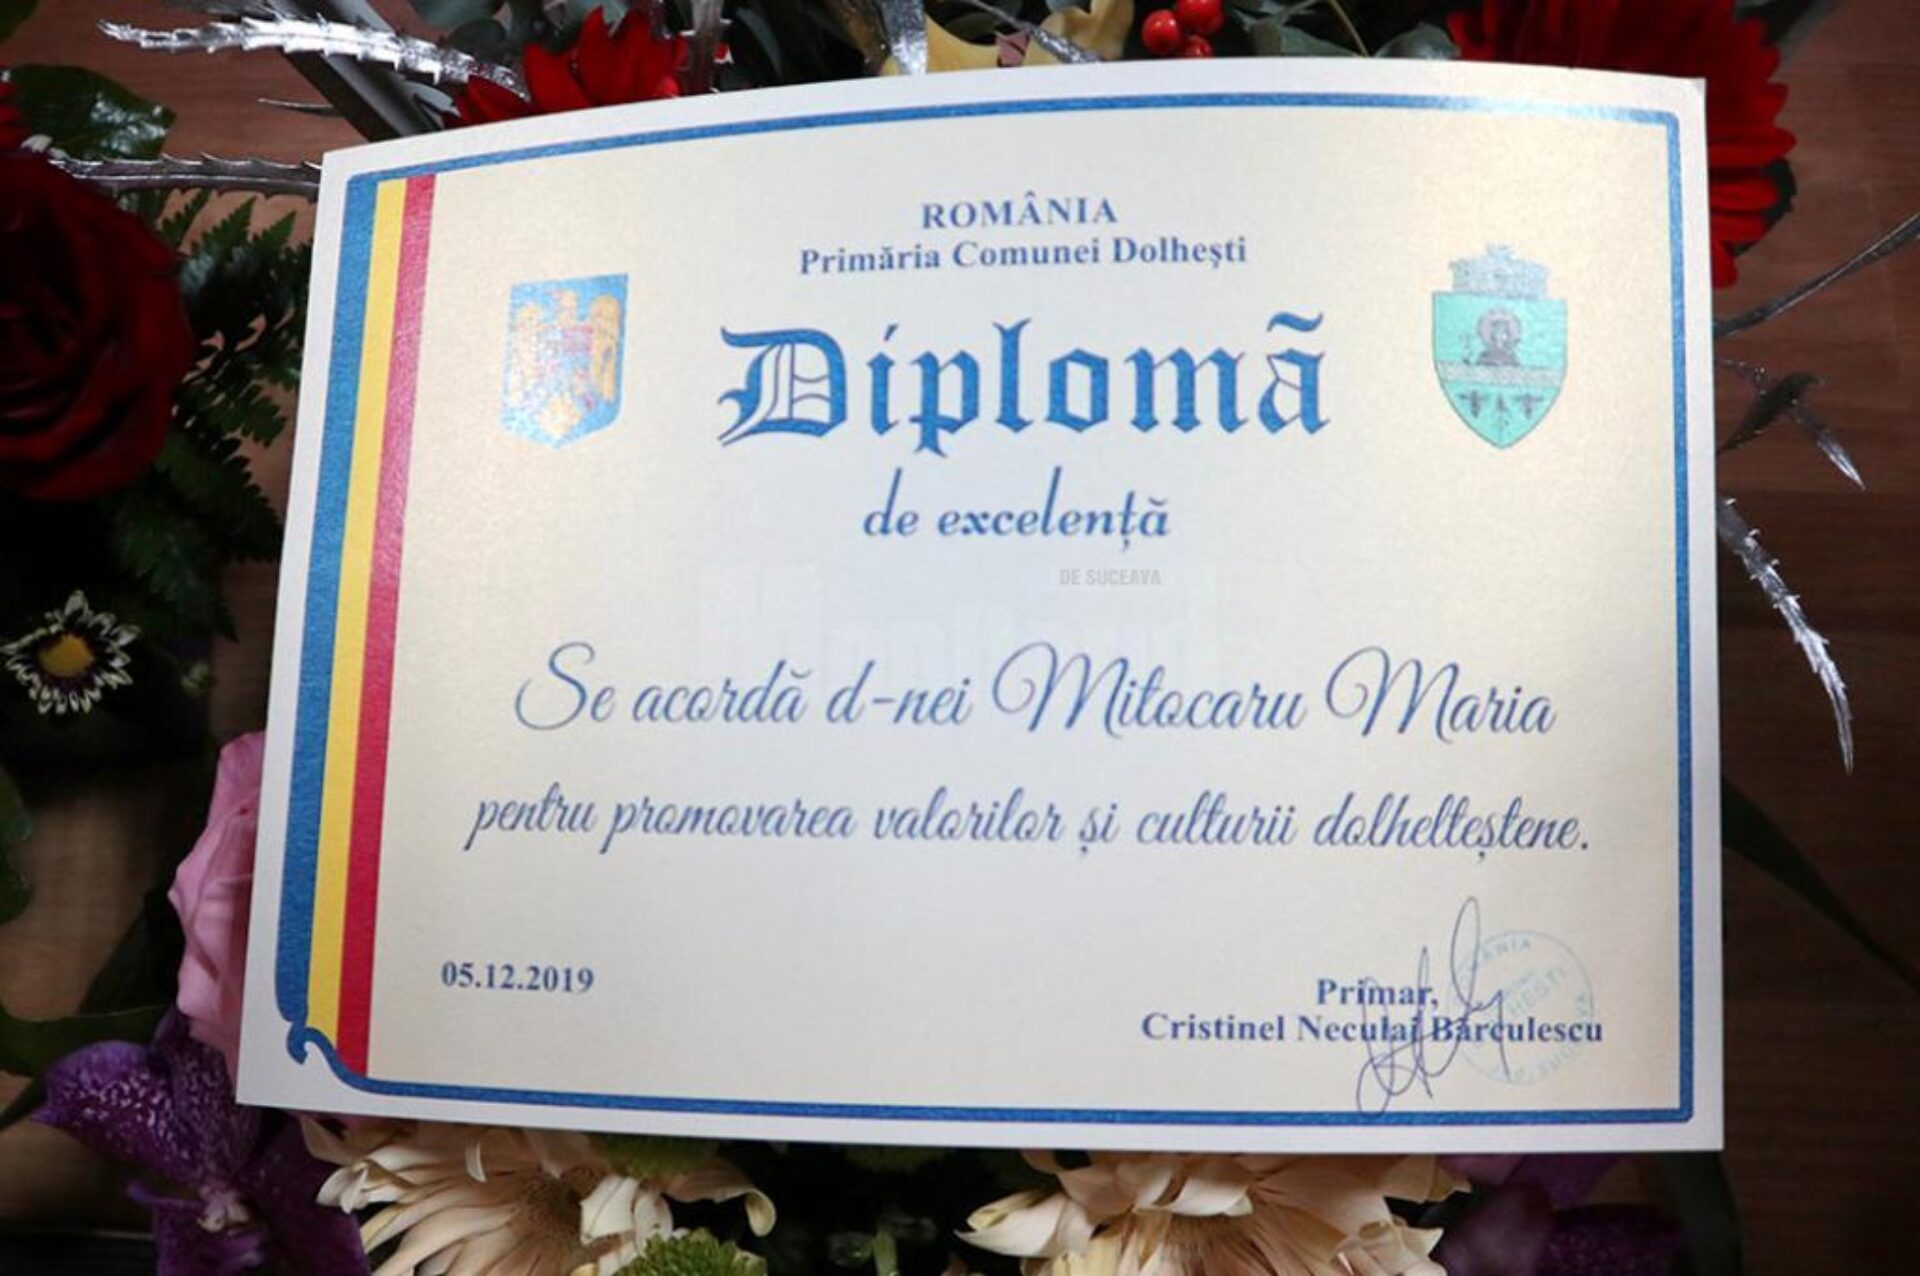 ROMÂNIA
Primăria Comunei Dolhești
Diplomă
de excelență
DE SUCEAVA
Se acordă d-nei Mitocaru Maria
pentru promovarea valorilor și culturii dolhelteștene.
05.12.2019
Primar,
Cristinel Neculai Bărculescu